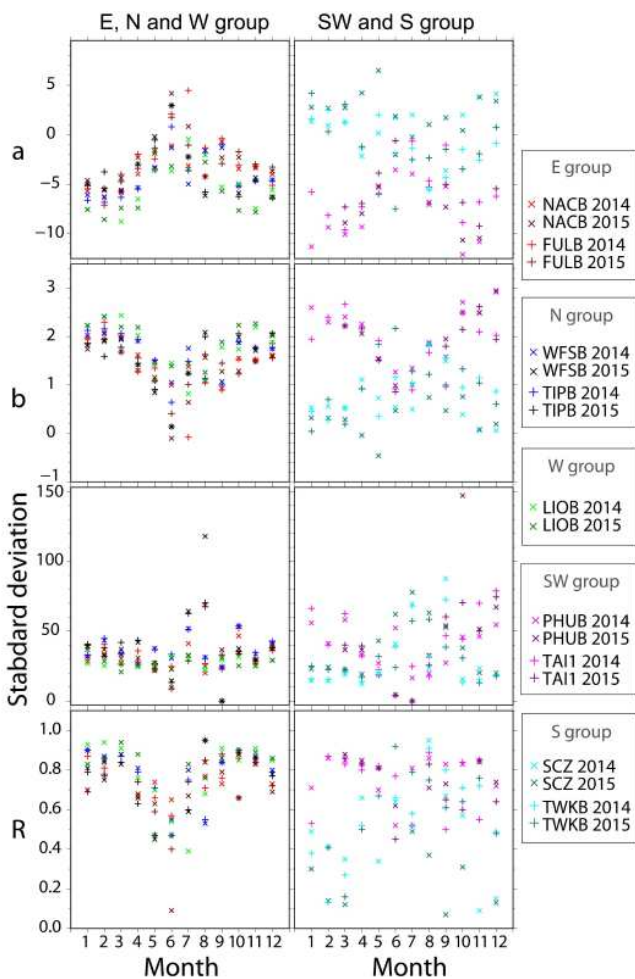 E, N and W group
SW and S group
a
5
0
−5
−10
b
3
2
1
0
−1
Stabdard deviation
150
100
50
0
R
1.0
0.8
0.6
0.4
0.2
0.0
1 2 3 4 5 6 7 8 9 10 11 12
Month
1 2 3 4 5 6 7 8 9 10 11 12
Month
E group
× NACB 2014
× NACB 2015
+ FULB 2014
+ FULB 2015
N group
× WFSB 2014
× WFSB 2015
+ TIPB 2014
+ TIPB 2015
W group
× LIOB 2014
× LIOB 2015
SW group
× PHUB 2014
× PHUB 2015
+ TAI1 2014
+ TAI1 2015
S group
× SCZ 2014
× SCZ 2015
+ TWKB 2014
+ TWKB 2015